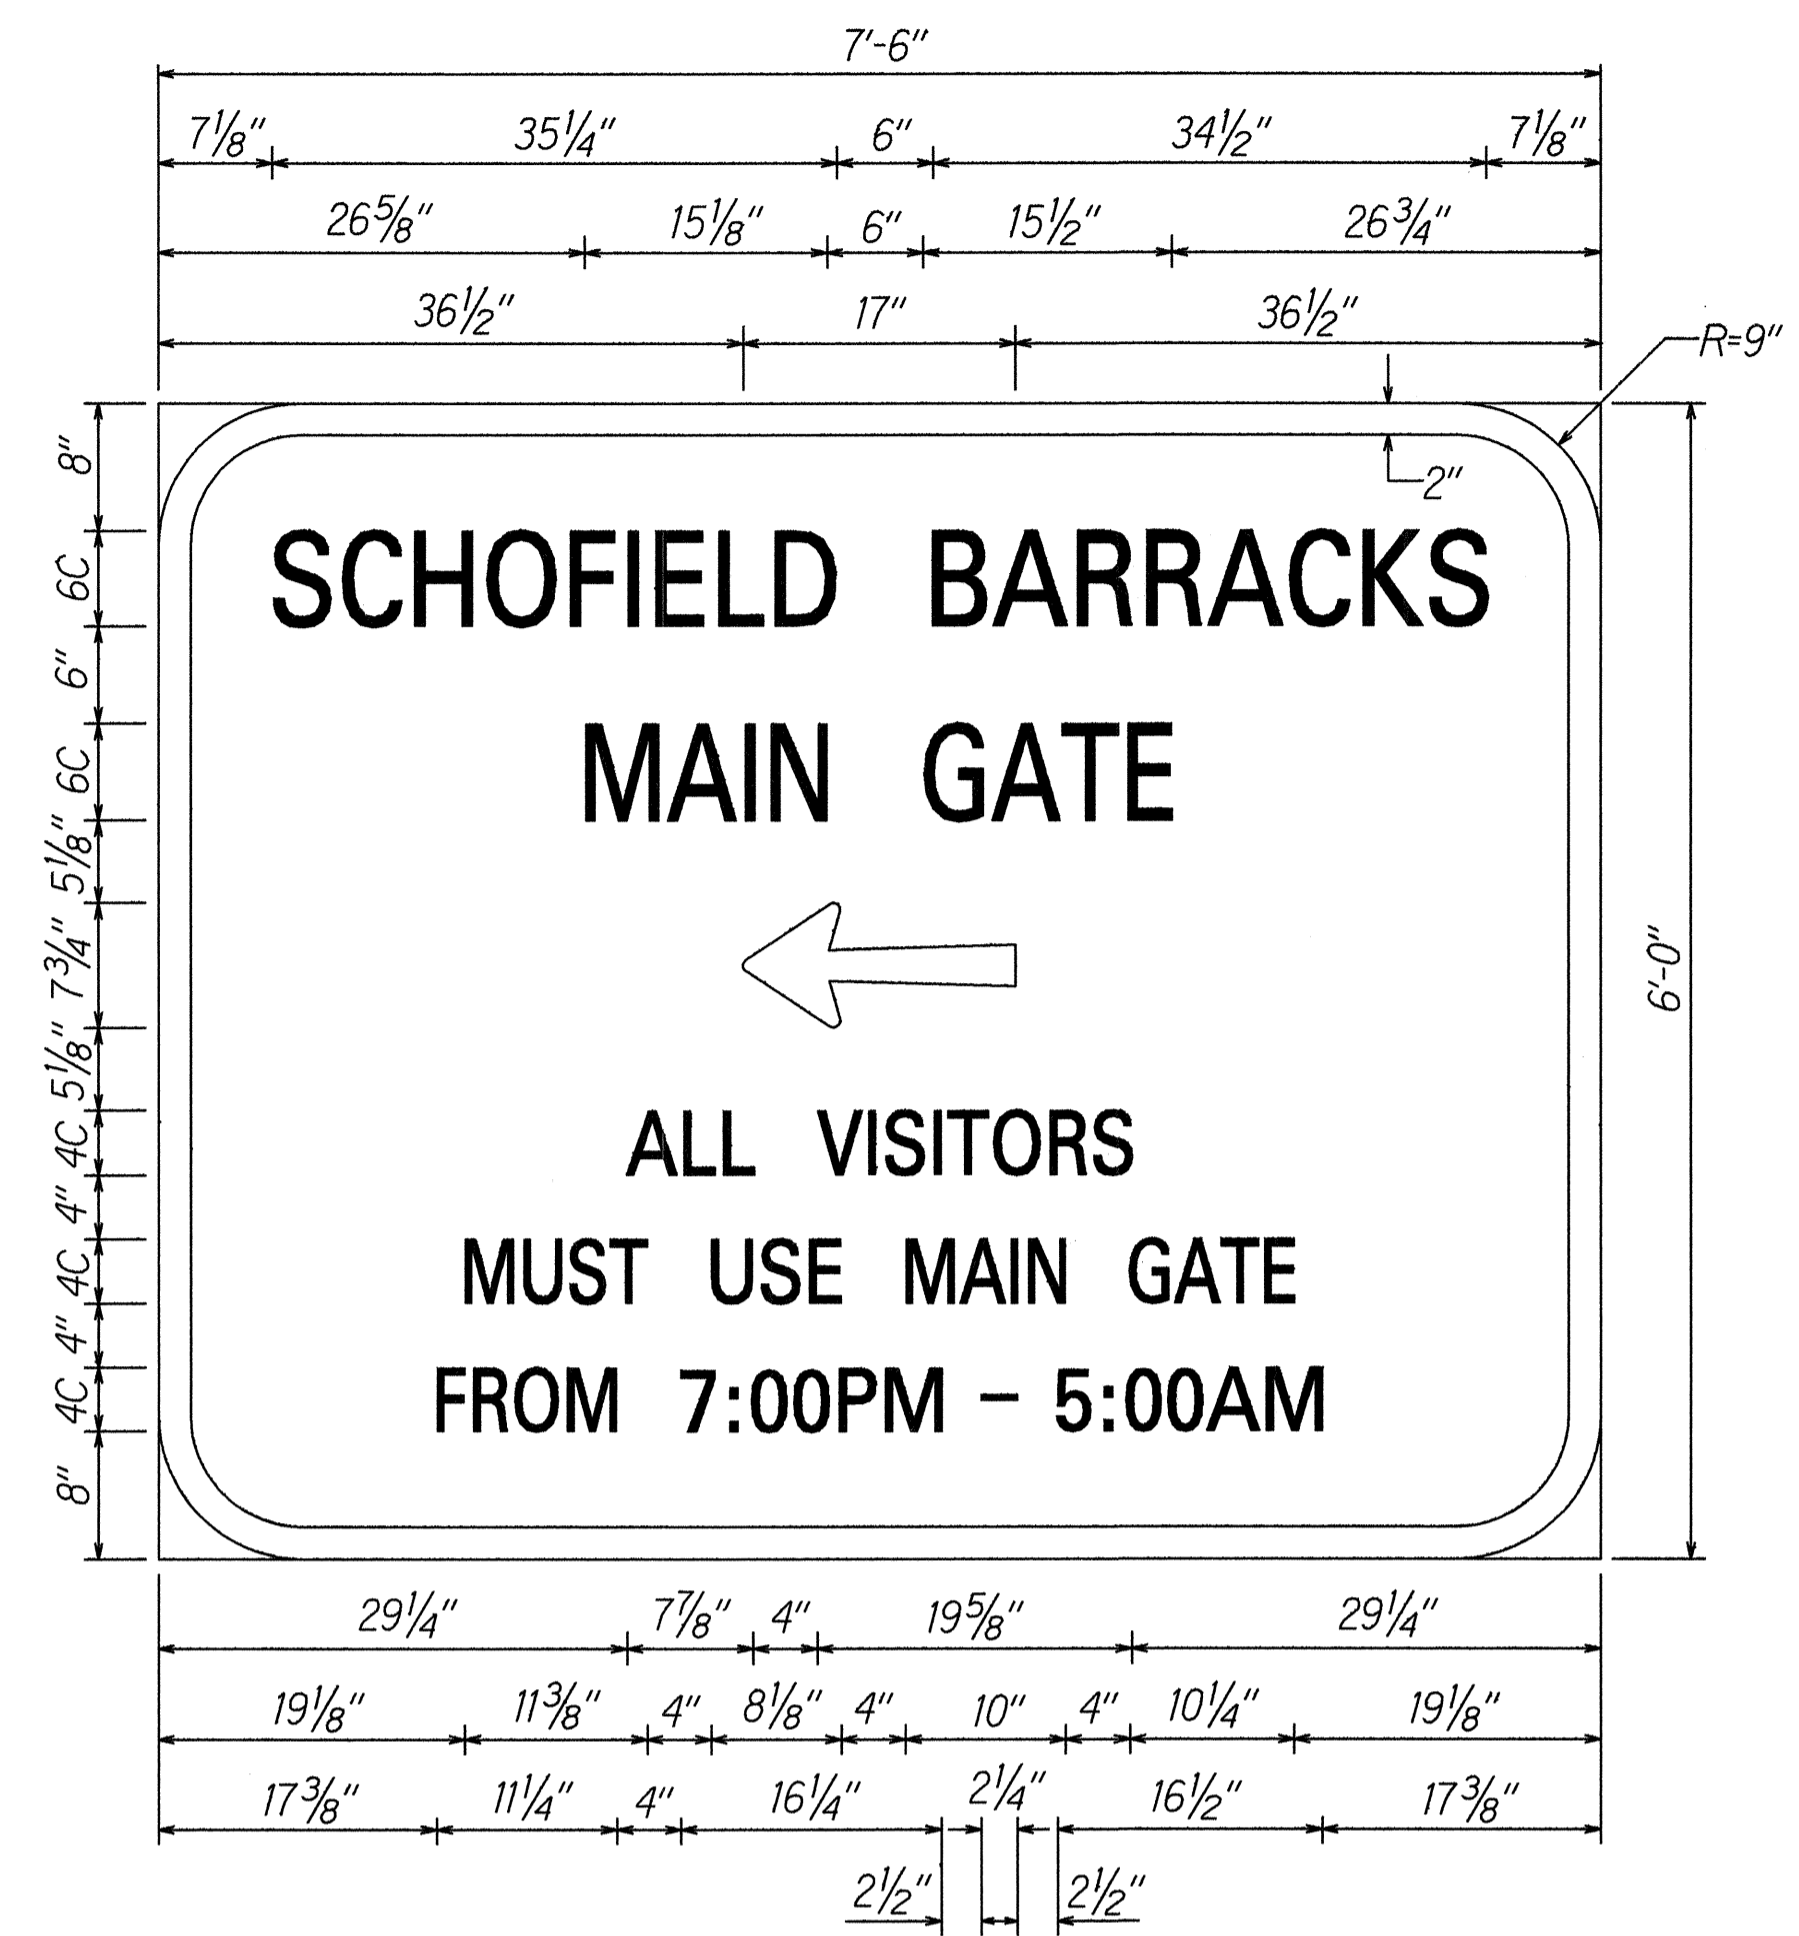 7'-6"
7 1/8" 35 1/4" 6" 34 1/2" 7 1/8"
26 5/8" 15 1/8" 6" 15 1/2" 26 3/4"
36 1/2" 17" 36 1/2"
R=9"
2"
8"
6C
6"
6C
5 1/8"
7 3/4"
5 1/8"
4C
4"
4C
4"
4C
8"
SCHOFIELD BARRACKS
MAIN GATE
ALL VISITORS
MUST USE MAIN GATE
FROM 7:00PM – 5:00AM
6'-0"
29 1/4" 7 7/8" 4" 19 5/8" 29 1/4"
19 1/8" 11 3/8" 4" 8 1/8" 4" 10" 4" 10 1/4" 19 1/8"
17 3/8" 11 1/4" 4" 16 1/4" 2 1/4" 16 1/2" 17 3/8"
2 1/2" 2 1/2"